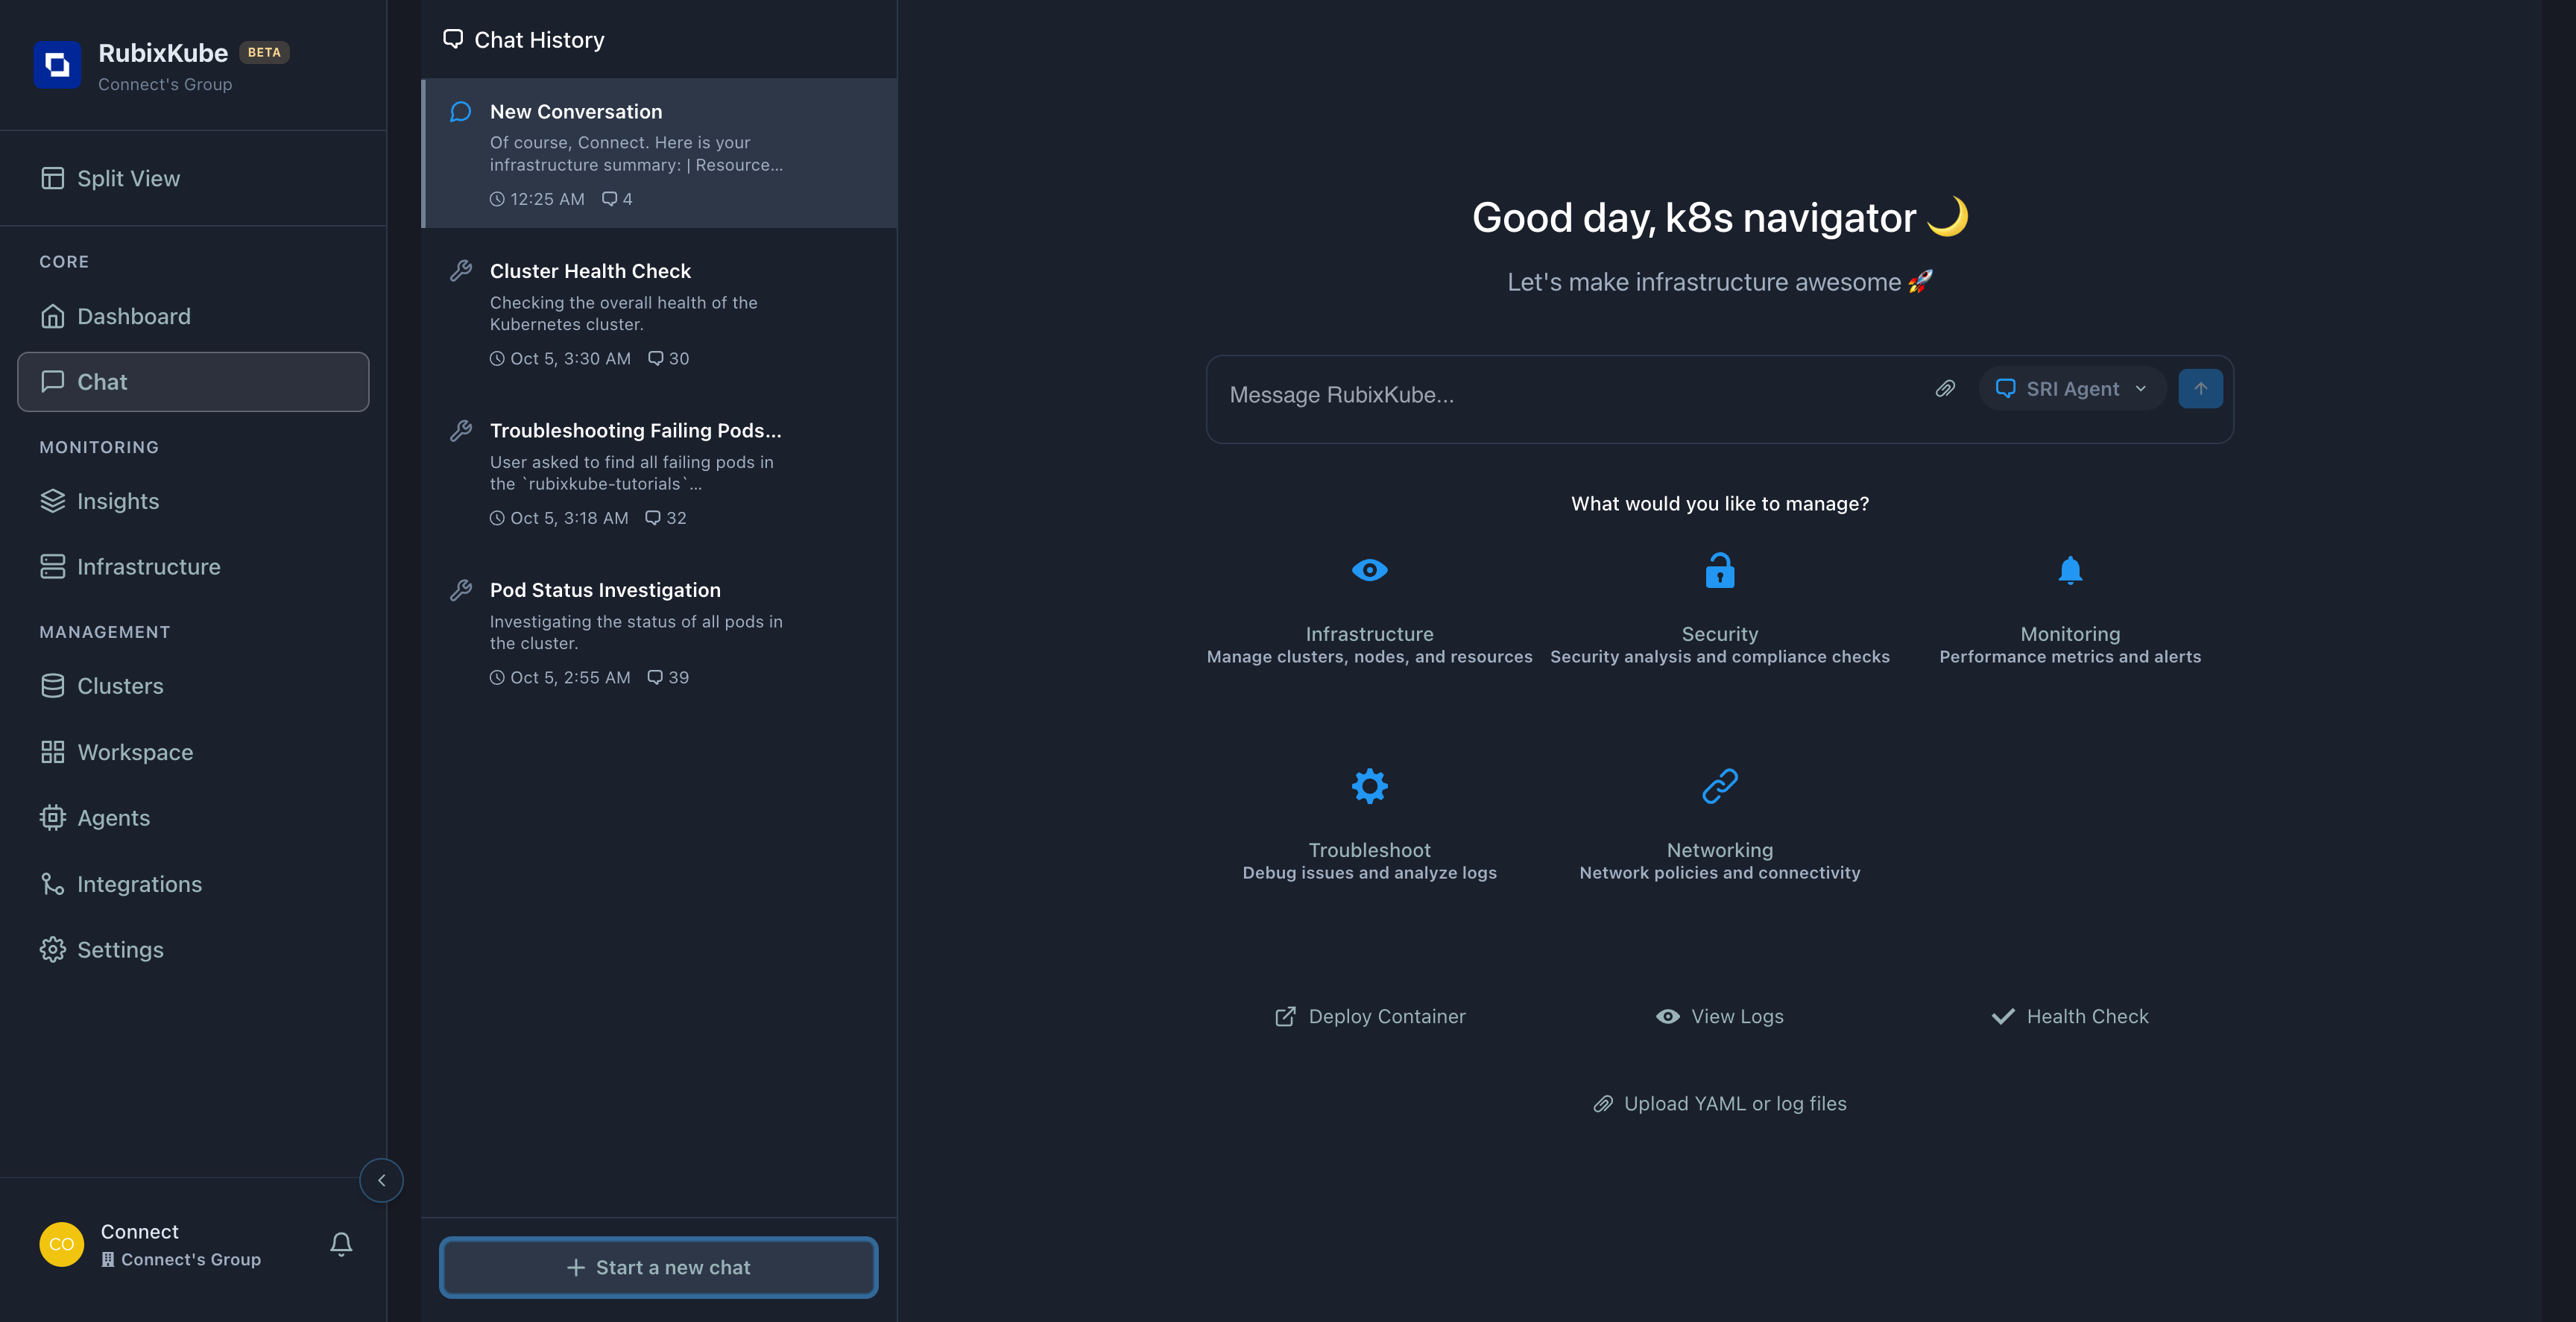 RubixKube BETA
Connect's Group
Split View
CORE
Dashboard
Chat
MONITORING
Insights
Infrastructure
MANAGEMENT
Clusters
Workspace
Agents
Integrations
Settings
CO
Connect
Connect's Group
Chat History
New Conversation
Of course, Connect. Here is your
infrastructure summary: | Resource...
12:25 AM 4
Cluster Health Check
Checking the overall health of the
Kubernetes cluster.
Oct 5, 3:30 AM 30
Troubleshooting Failing Pods...
User asked to find all failing pods in
the `rubixkube-tutorials`...
Oct 5, 3:18 AM 32
Pod Status Investigation
Investigating the status of all pods in
the cluster.
Oct 5, 2:55 AM 39
Start a new chat
Good day, k8s navigator 🌙
Let's make infrastructure awesome 🚀
Message RubixKube...
SRI Agent
What would you like to manage?
Infrastructure
Manage clusters, nodes, and resources
Security
Security analysis and compliance checks
Monitoring
Performance metrics and alerts
Troubleshoot
Debug issues and analyze logs
Networking
Network policies and connectivity
Deploy Container
View Logs
Health Check
Upload YAML or log files